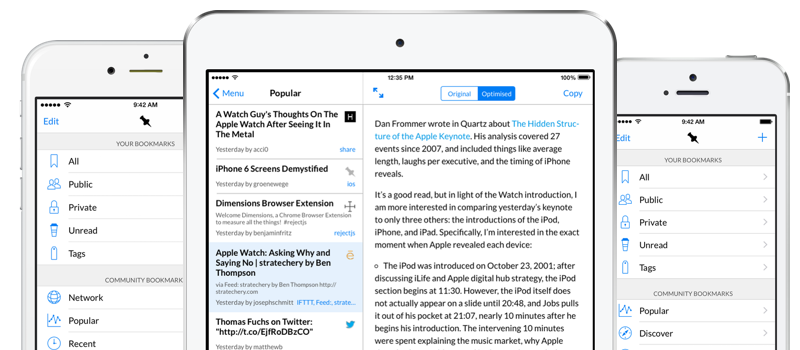 9:42 AM
Edit
YOUR BOOKMARKS
All
Public
Private
Unread
Tags
COMMUNITY BOOKMARK
Network
Popular
Recent
12:35 PM
100%
Menu
Popular
A Watch Guy's Thoughts On The
Apple Watch After Seeing It In
The Metal
H
Yesterday by acci0
share
iPhone 6 Screens Demystified
Yesterday by groenewege
ios
Dimensions Browser Extension
Welcome Dimensions, a Chrome Browser Extension
to measure all the things! #rejectjs
Yesterday by benjaminfritz
rejectjs
Apple Watch: Asking Why and
Saying No | stratechery by Ben
Thompson
via Feed: stratechery by Ben Thompson http://
stratechery.com
Yesterday by josephschmitt
IFTTT, Feed:, strate...
Thomas Fuchs on Twitter:
"http://t.co/EjfRoDBzCO"
Yesterday by matthewb
Original
Optimised
Copy
Dan Frommer wrote in Quartz about The Hidden Struc-
ture of the Apple Keynote. His analysis covered 27
events since 2007, and included things like average
length, laughs per executive, and the timing of iPhone
reveals.
It's a good read, but in light of the Watch introduction, I
am more interested in comparing yesterday's keynote
to only three others: the introductions of the iPod,
iPhone, and iPad. Specifically, I'm interested in the exact
moment when Apple revealed each device:
The iPod was introduced on October 23, 2001; after
discussing iLife and Apple digital hub strategy, the iPod
section begins at 11:30. However, the iPod itself does
not actually appear on a slide until 20:48, and Jobs pulls
it out of his pocket at 21:07, nearly 10 minutes after he
begins his introduction. The intervening 10 minutes
were spent explaining the music market, why Apple
9:42 AM
Edit
YOUR BOOKMARKS
All
Public
Private
Unread
Tags
COMMUNITY BOOKMARKS
Popular
Discover